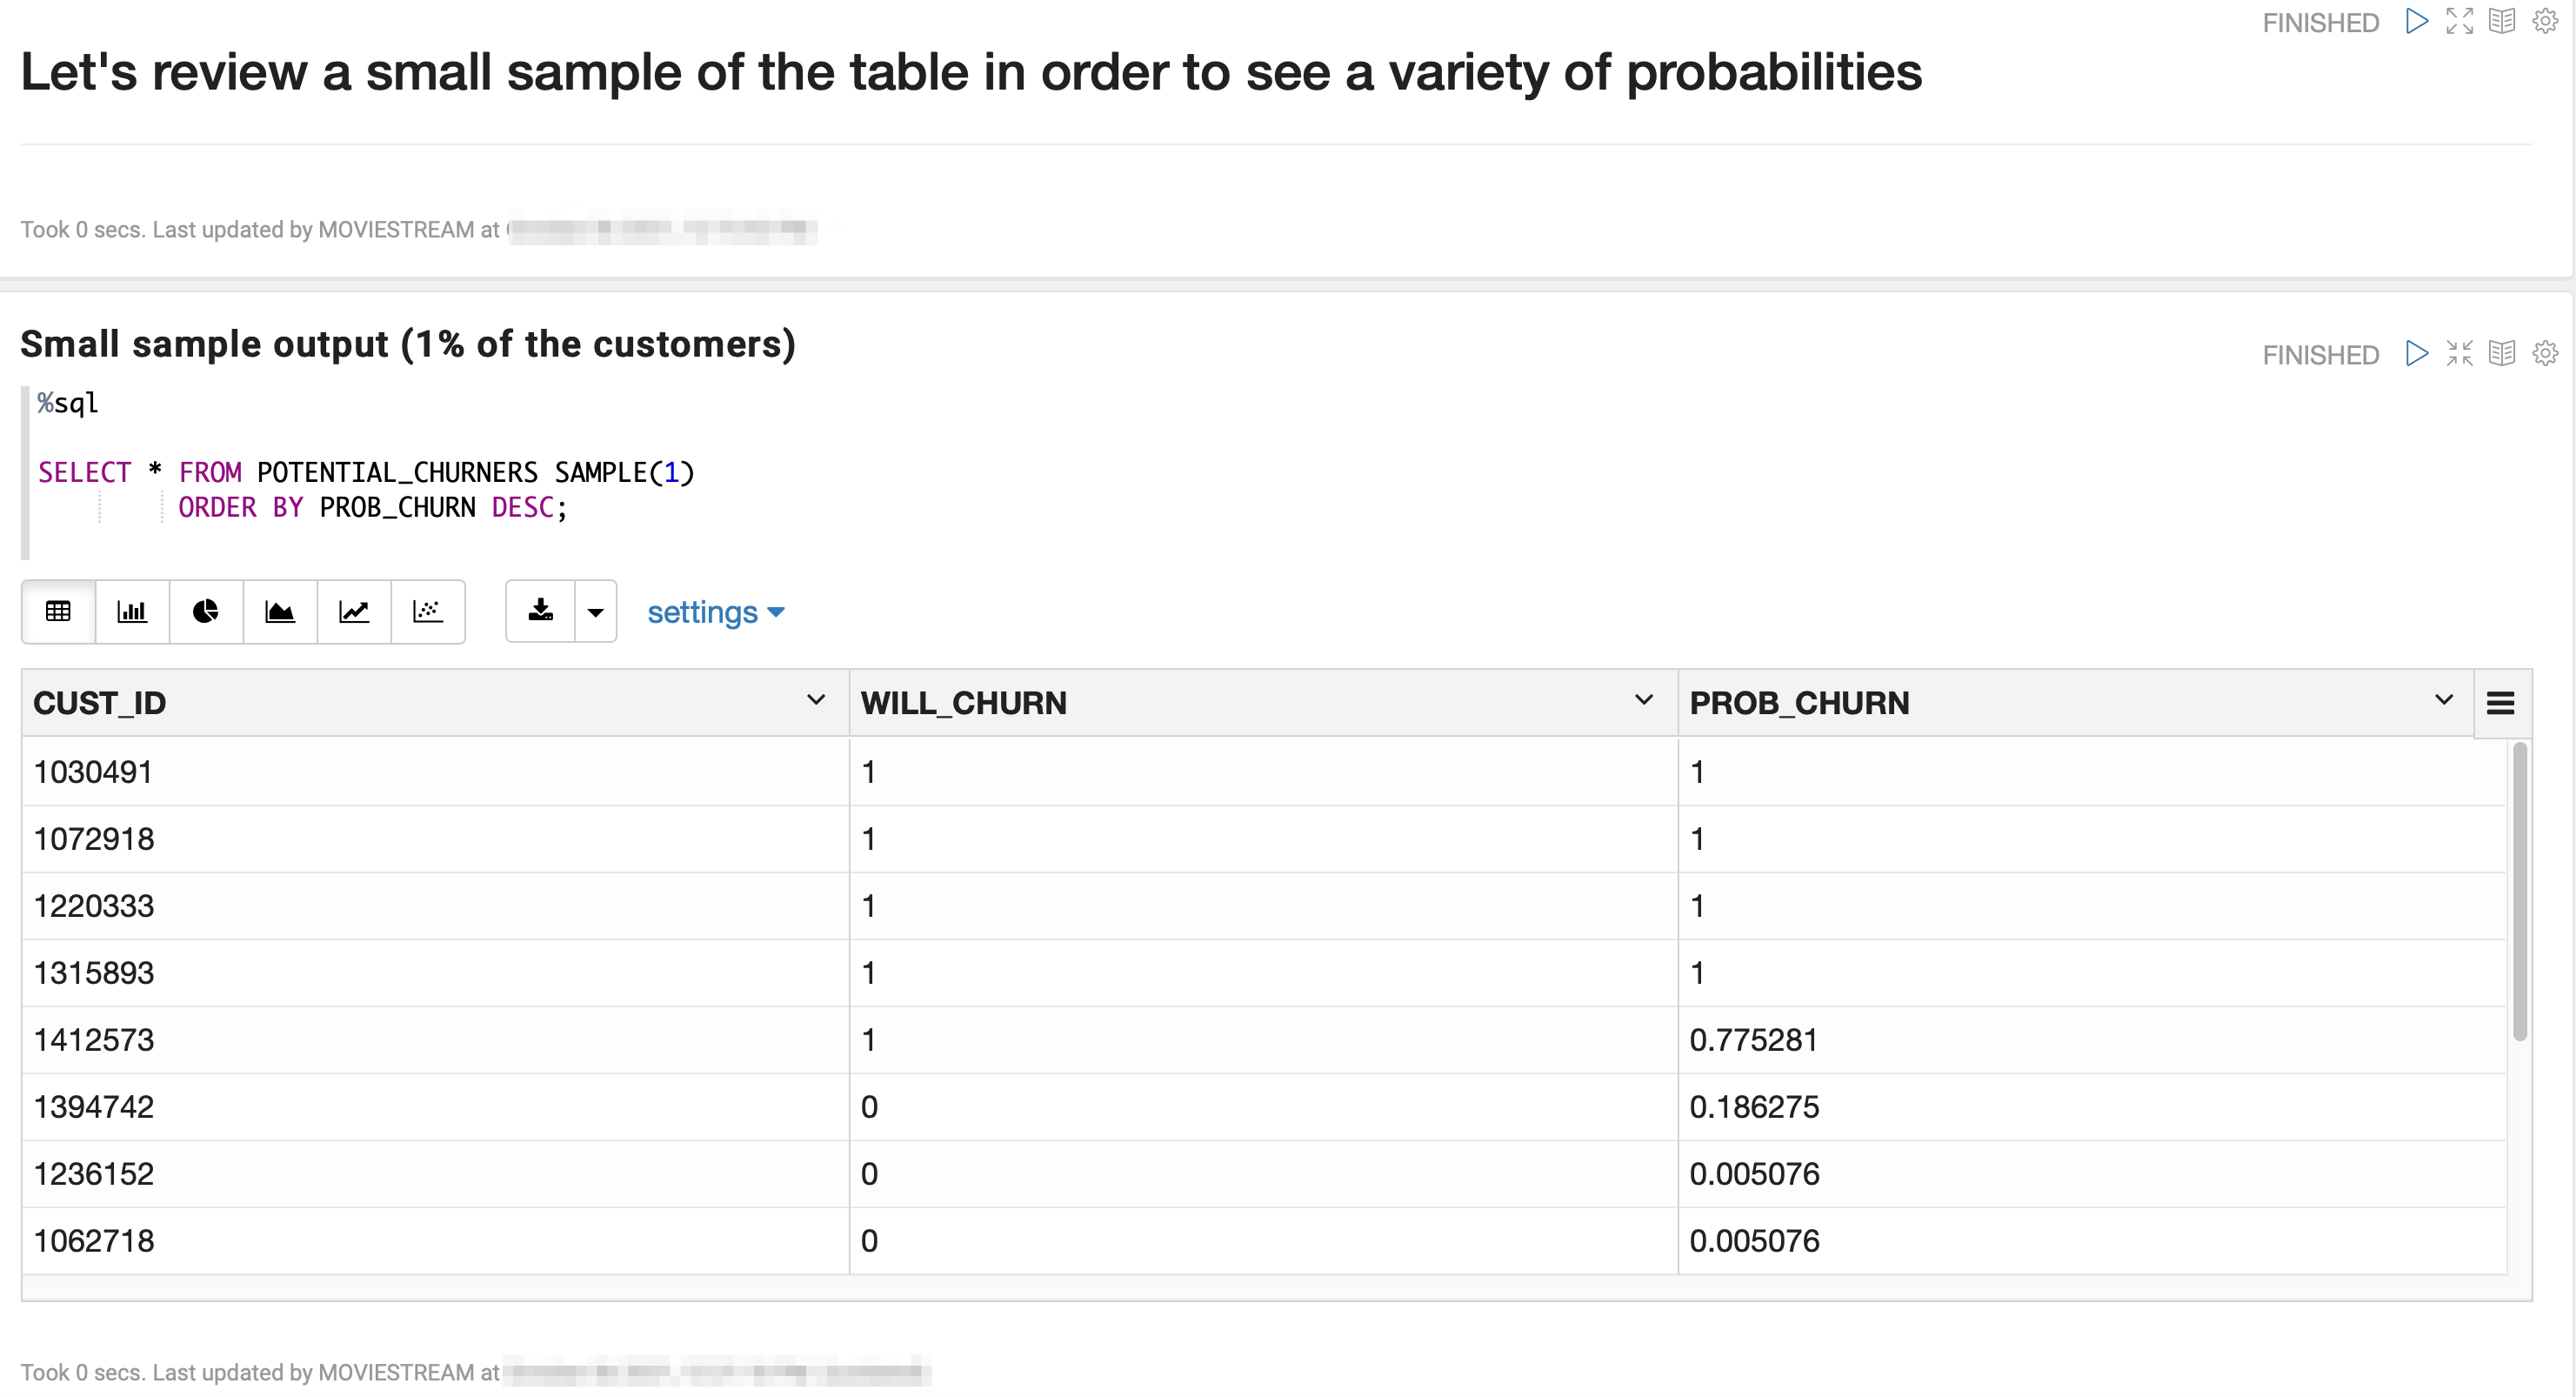 FINISHED
Let's review a small sample of the table in order to see a variety of probabilities
Took 0 secs. Last updated by MOVIESTREAM at
Small sample output (1% of the customers)
FINISHED
%sql
SELECT * FROM POTENTIAL_CHURNERS SAMPLE(1)
ORDER BY PROB_CHURN DESC;
settings
CUST_ID WILL_CHURN PROB_CHURN
1030491 1 1
1072918 1 1
1220333 1 1
1315893 1 1
1412573 1 0.775281
1394742 0 0.186275
1236152 0 0.005076
1062718 0 0.005076
Took 0 secs. Last updated by MOVIESTREAM at